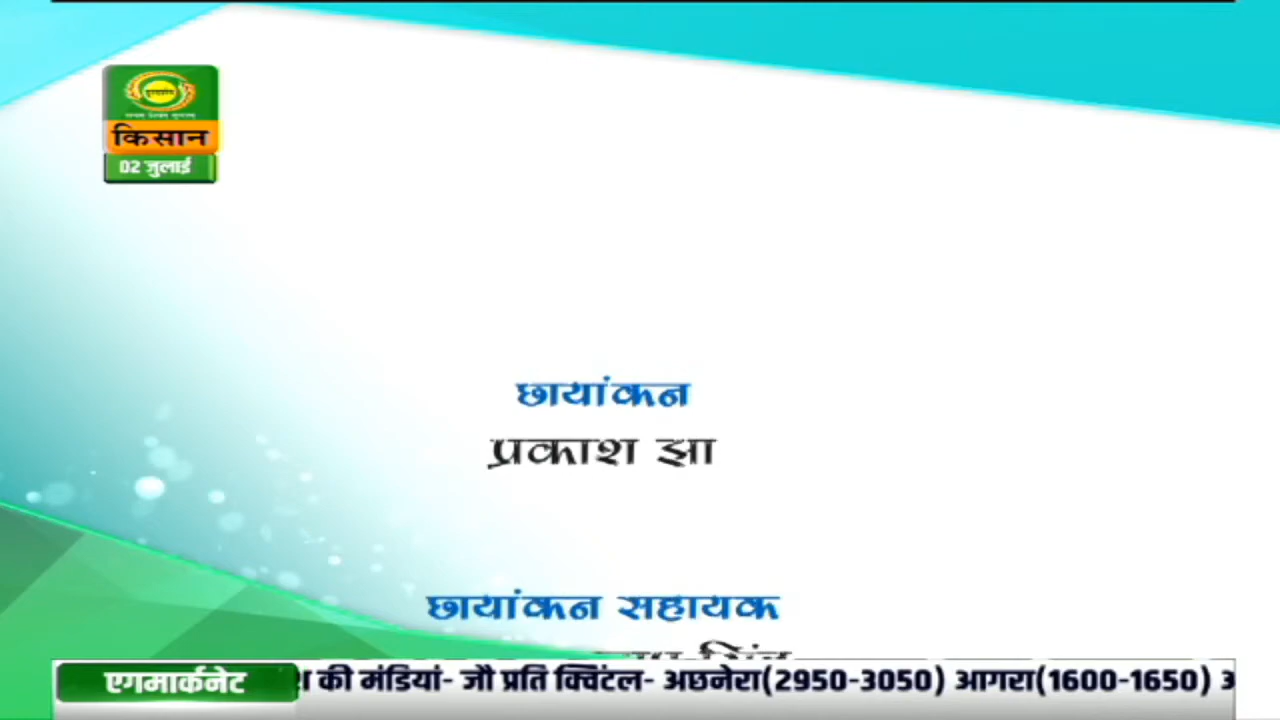 किसान
02 जुलाई
छायांकन
प्रकाश झा
छायांकन सहायक
एगमार्कनेट
की मंडियां- जौ प्रति क्विंटल- अछनेरा(2950-3050) आगरा(1600-1650)